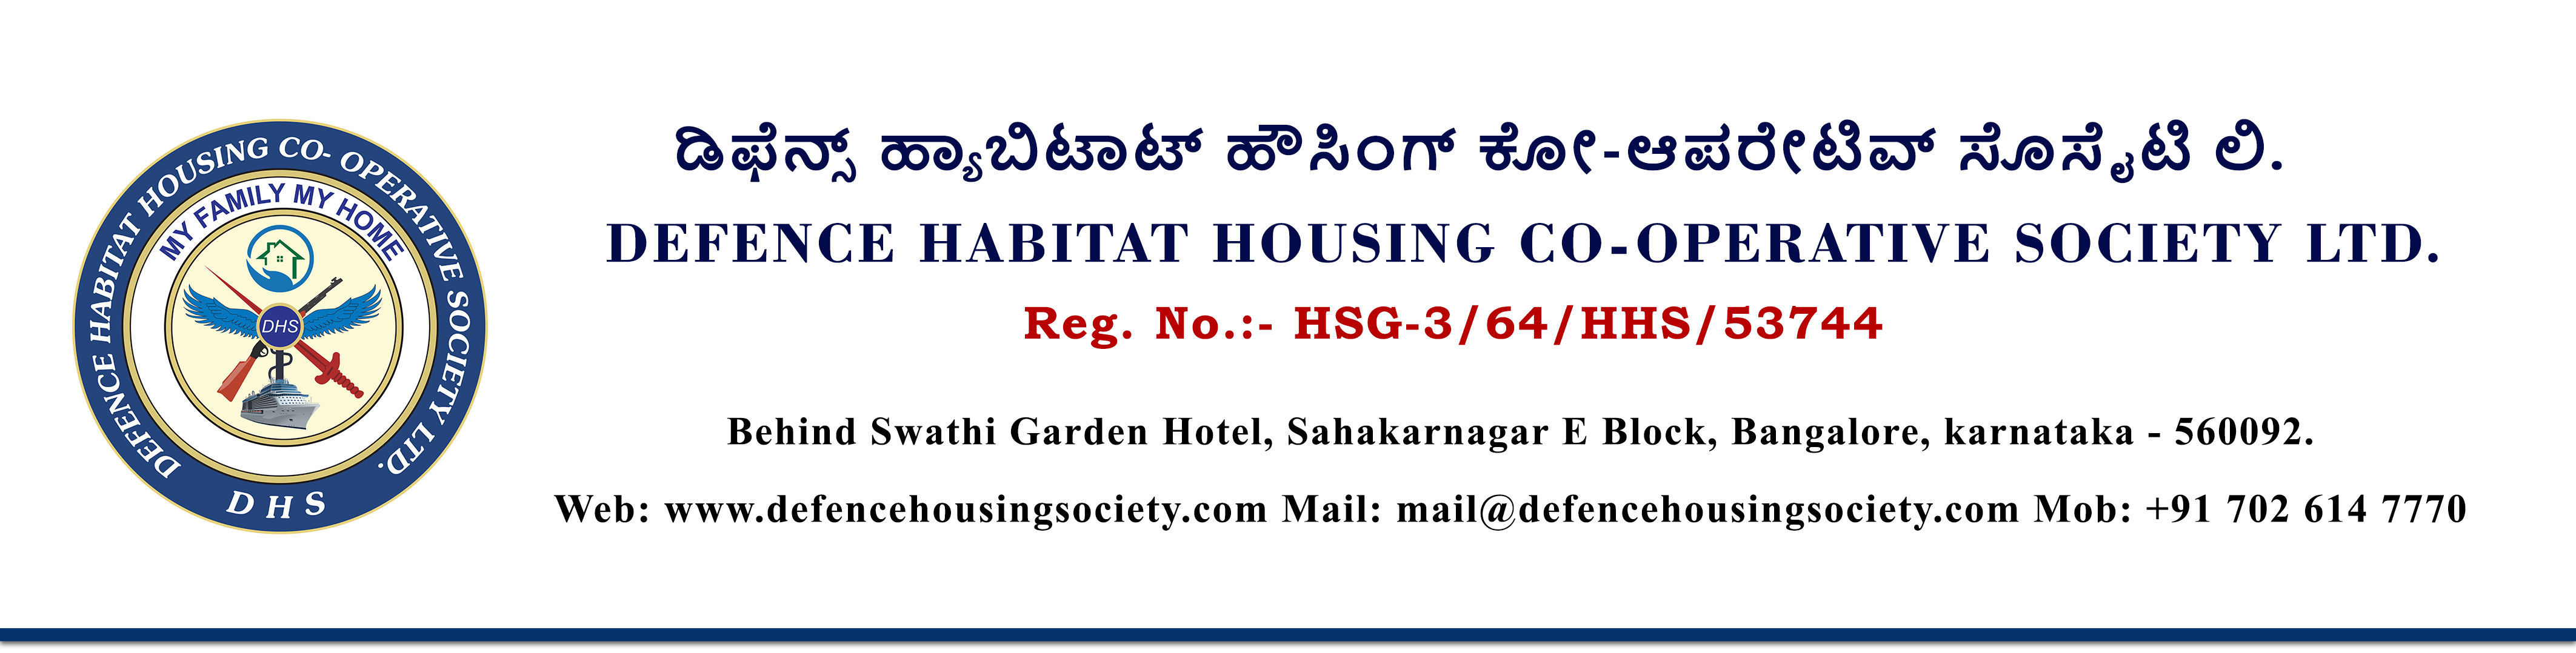 DEFENCE HABITAT HOUSING CO- OPERATIVE SOCIETY LTD.
MY FAMILY MY HOME
DHS
D H S
ಡಿಫೆನ್ಸ್ ಹ್ಯಾಬಿಟಾಟ್ ಹೌಸಿಂಗ್ ಕೋ-ಆಪರೇಟಿವ್ ಸೊಸೈಟಿ ಲಿ.
DEFENCE HABITAT HOUSING CO-OPERATIVE SOCIETY LTD.
Reg. No.:- HSG-3/64/HHS/53744
Behind Swathi Garden Hotel, Sahakarnagar E Block, Bangalore, karnataka - 560092.
Web: www.defencehousingsociety.com Mail: mail@defencehousingsociety.com Mob: +91 702 614 7770